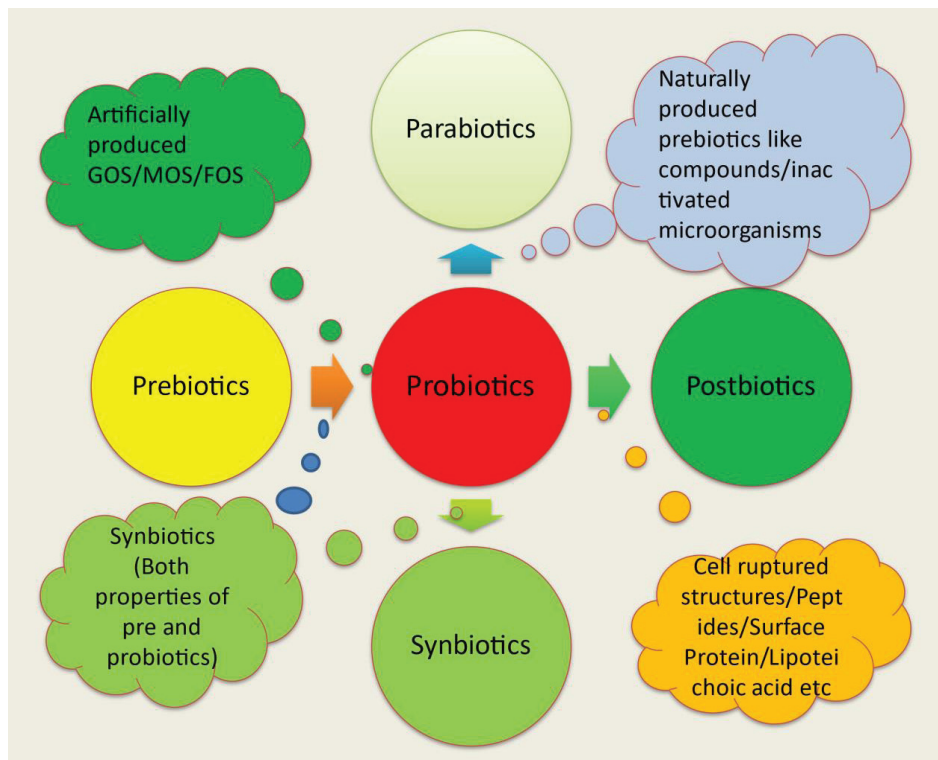 Artificially
produced
GOS/MOS/FOS
Parabiotics
Naturally
produced
prebiotics like
compounds/inac
tivated
microorganisms
Prebiotics
Probiotics
Postbiotics
Synbiotics
(Both
properties of
pre and
probiotics)
Synbiotics
Cell ruptured
structures/Pept
ides/Surface
Protein/Lipotei
choic acid etc